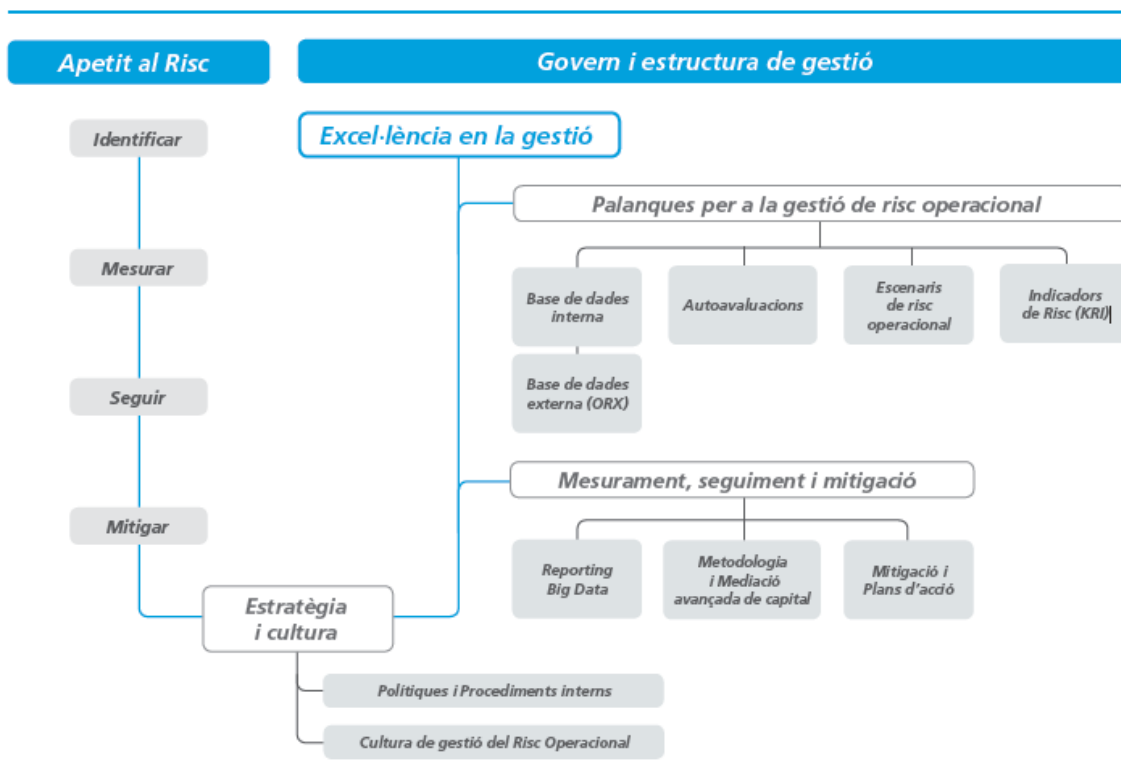 Apetit al Risc
Govern i estructura de gestió
Identificar
Mesurar
Seguir
Mitigar
Excel·lència en la gestió
Palanques per a la gestió de risc operacional
Base de dades
interna
Base de dades
externa (ORX)
Autoavaluacions
Escenaris
de risc
operacional
Indicadors
de Risc (KRI)
Mesurament, seguiment i mitigació
Reporting
Big Data
Metodologia
i Mediació
avançada de capital
Mitigació i
Plans d'acció
Estratègia
i cultura
Polítiques i Procediments interns
Cultura de gestió del Risc Operacional